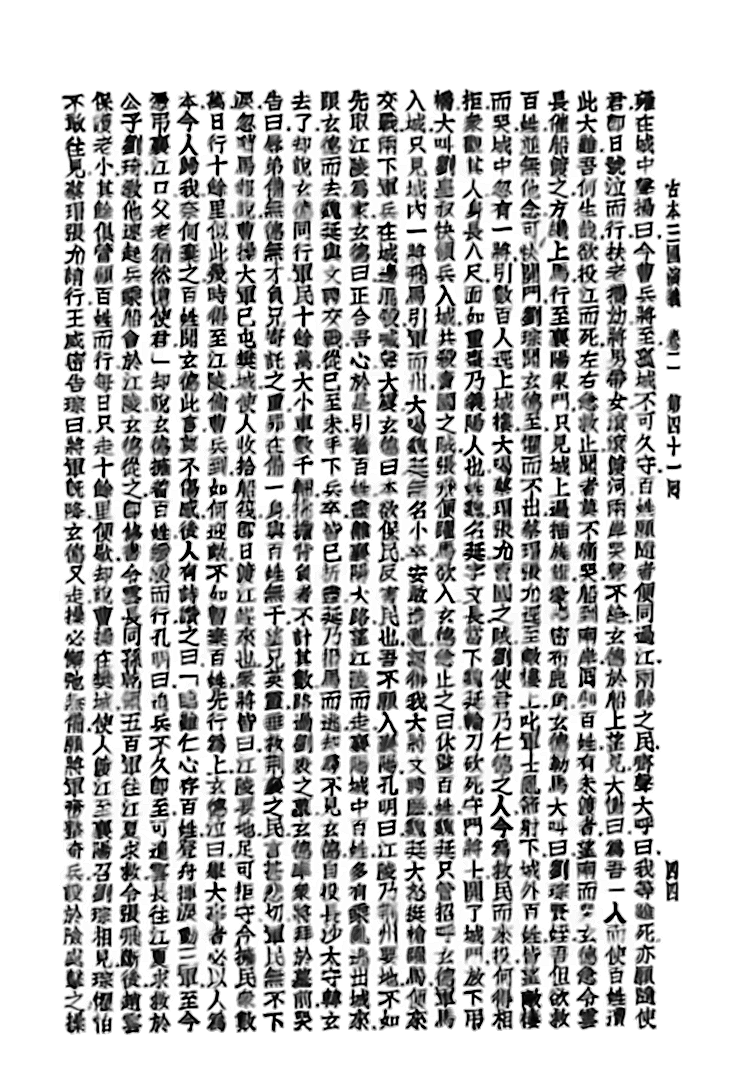 古本三國演義　卷二　第四十一回　四四
雍在城中聲揚曰今曹兵將至孤城不可久守百姓願隨者便同過江兩縣之民齊聲大呼曰我等雖死亦願隨使
君卽日號泣而行扶老攜幼將男帶女滾滾渡河兩岸哭聲不絕玄德於船上望見大慟曰爲吾一人而使百姓遭
此大難吾何生哉欲投江而死左右急救止聞者莫不痛哭船到南岸回顧百姓有未渡者望南而哭玄德急令雲
長催船渡之方纔上馬行至襄陽東門只見城上遍插旌旗壕邊密布鹿角玄德勒馬大叫曰劉琮賢姪吾但欲救
百姓並無他念可快開門劉琮聞玄德至懼而不出蔡瑁張允逕至敵樓上叱軍士亂箭射下城外百姓皆望敵樓
而哭城中忽有一將引數百人逕上城樓大喝蔡瑁張允賣國之賊劉使君乃仁德之人今爲救民而來投何得相
拒衆觀其人身長八尺面如重棗乃義陽人也姓魏名延字文長當下魏延輪刀砍死守門將士開了城門放下吊
橋大叫劉皇叔快領兵入城共殺賣國之賊張飛便躍馬欲入玄德急止之曰休驚百姓魏延只管招呼玄德軍馬
入城只見城內一將飛馬引軍而出大喝魏延無名小卒安敢造亂認得我大將文聘麼魏延大怒挺槍躍馬便來
交戰兩下軍兵在城邊混殺喊聲大震玄德曰本欲保民反害民也吾不願入襄陽孔明曰江陵乃荆州要地不如
先取江陵爲家玄德曰正合吾心於是引着百姓盡離襄陽大路望江陵而走襄陽城中百姓多有乘亂逃出城來
跟玄德而去魏延與文聘交戰從巳至未手下兵卒皆已折盡延乃撥馬而逃却尋不見玄德自投長沙太守韓玄
去了却說玄德同行軍民十餘萬大小車數千輛挑擔背負者不計其數路過劉表之墓玄德率衆將拜於墓前哭
告曰辱弟備無德無才負兄寄託之重罪在備一身與百姓無干望兄英靈垂救荆襄之民言甚悲切軍民無不下
淚忽哨馬報說曹操大軍已屯樊城使人收拾船筏卽日渡江趕來也衆將皆曰江陵要地足可拒守今擁民衆數
萬日行十餘里似此幾時得至江陵倘曹兵到如何迎敵不如暫棄百姓先行爲上玄德泣曰舉大事者必以人爲
本今人歸我奈何棄之百姓聞玄德此言莫不傷感後人有詩讚之曰「臨難仁心存百姓登舟揮淚動三軍至今
憑弔襄江口父老猶然憶使君」却說玄德擁着百姓緩緩而行孔明曰追兵不久卽至可遣雲長往江夏求救於
公子劉琦教他速起兵乘船會於江陵玄德從之卽修書令雲長同孫乾領五百軍往江夏求救令張飛斷後趙雲
保護老小其餘俱管顧百姓而行每日只走十餘里便歇却說曹操在樊城使人渡江至襄陽召劉琮相見琮懼怕
不敢往見蔡瑁張允請行王威密告琮曰將軍既降玄德又走操必懈弛無備願將軍奮整奇兵設於險處擊之操